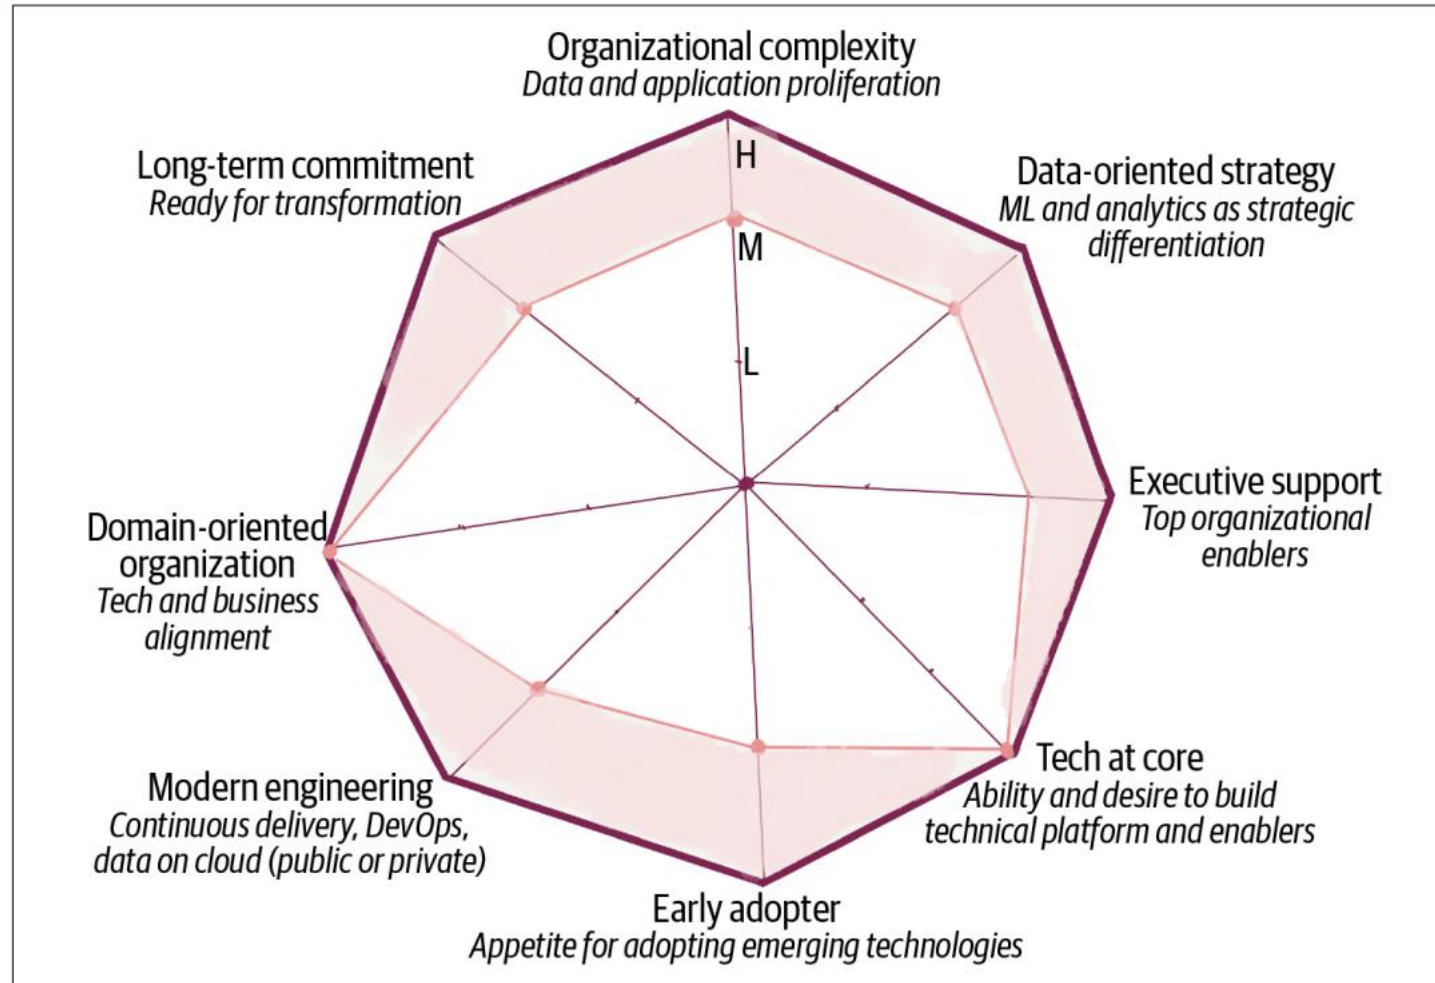 Organizational complexity
Data and application proliferation
H
M
L
Long-term commitment
Ready for transformation
Data-oriented strategy
ML and analytics as strategic
differentiation
Executive support
Top organizational
enablers
Domain-oriented
organization
Tech and business
alignment
Tech at core
Ability and desire to build
technical platform and enablers
Modern engineering
Continuous delivery, DevOps,
data on cloud (public or private)
Early adopter
Appetite for adopting emerging technologies